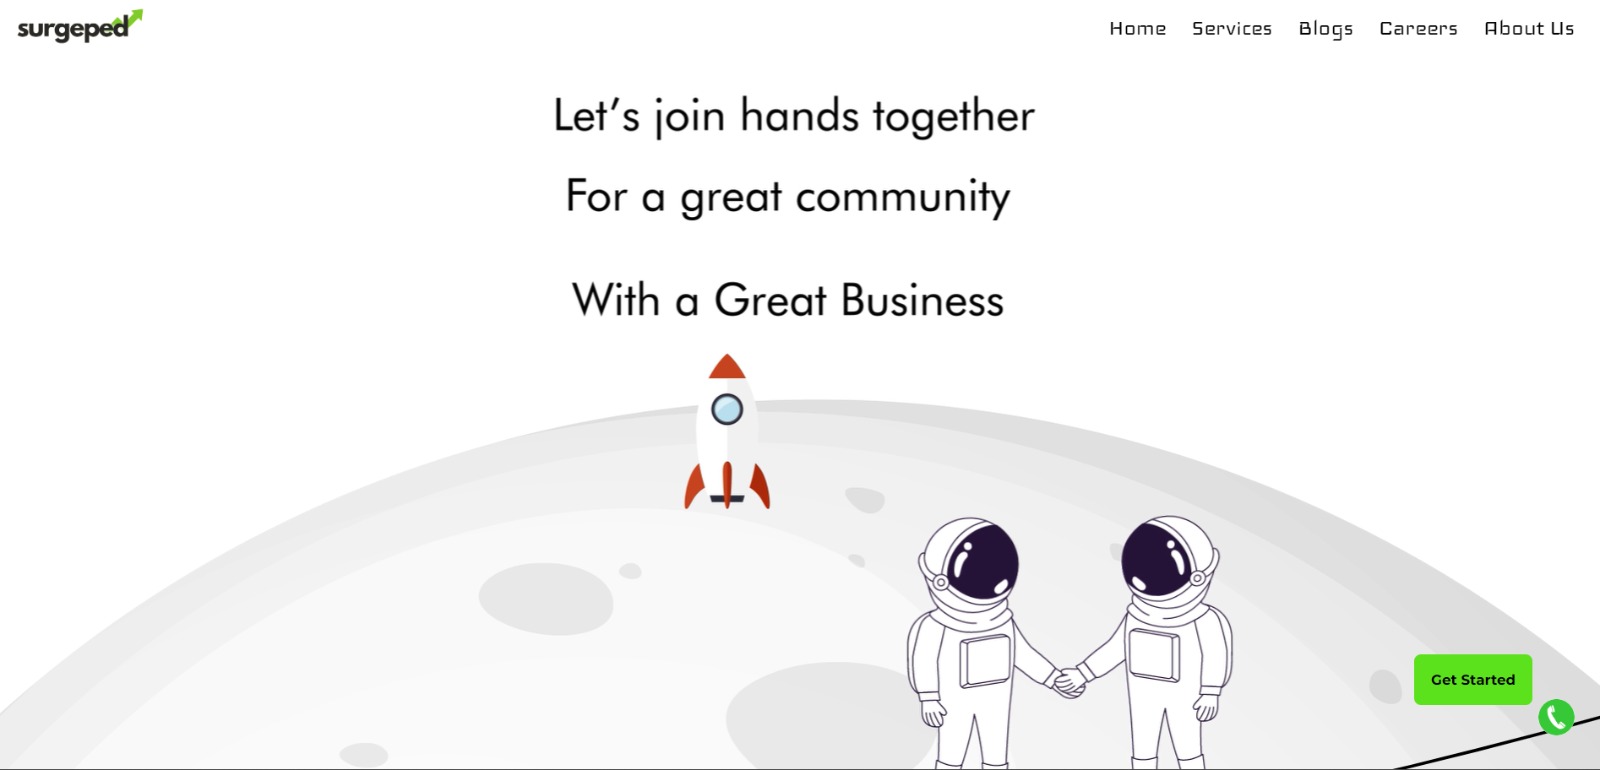 surgeped
Home Services Blogs Careers About Us
Let's join hands together
For a great community
With a Great Business
Get Started